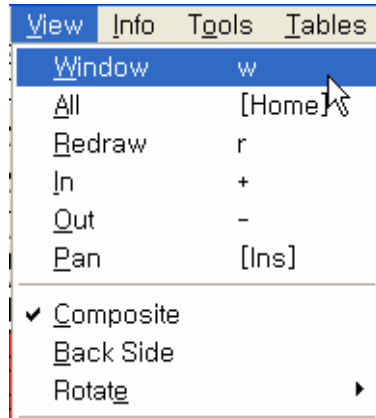 View Info Tools Tables
Window w
All [Home]
Redraw r
In +
Out -
Pan [Ins]
Composite
Back Side
Rotate